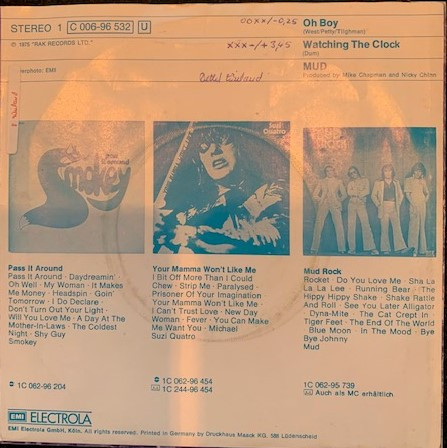 STEREO 1 C 006-96 532 U
00xx/-0,25
Oh Boy
(West/Petty/Tilghman)
℗ 1975 "RAK RECORDS LTD."
xxx-/+3,45
Watching The Clock
MUD
Produced by Mike Chapman and Nicky Chinn
EMI
Smokey
Suzi
Quatro
Pass It Around
Pass It Around · Daydreamin' ·
Oh Well · My Woman · It Makes
Me Money · Headspin · Goin'
Tomorrow · I Do Declare ·
Don't Turn Out Your Light ·
Will You Love Me · A Day At The
Mother-In-Laws · The Coldest
Night · Shy Guy
Smokey
1C 062-96 204
Your Mamma Won't Like Me
I Bit Off More Than I Could
Chew · Strip Me · Paralysed ·
Prisoner Of Your Imagination
Your Mamma Won't Like Me ·
I Can't Trust Love · New Day
Woman · Fever · You Can Make
Me Want You · Michael
Suzi Quatro
1C 062-96 454
1C 244-96 454
Mud Rock
Rocket · Do You Love Me · Sha La
La La Lee · Running Bear · The
Hippy Hippy Shake · Shake Rattle
And Roll · See You Later Alligator
· Dyna-Mite · The Cat Crept In ·
Tiger Feet · The End Of The World
· Blue Moon · In The Mood · Bye
Bye Johnny
Mud
1C 062-95 739
Auch als MC erhältlich
EMI ELECTROLA
EMI Electrola GmbH, Köln, All rights reserved. Printed in Germany by Druckhaus Maack KG, 588 Lüdenscheid